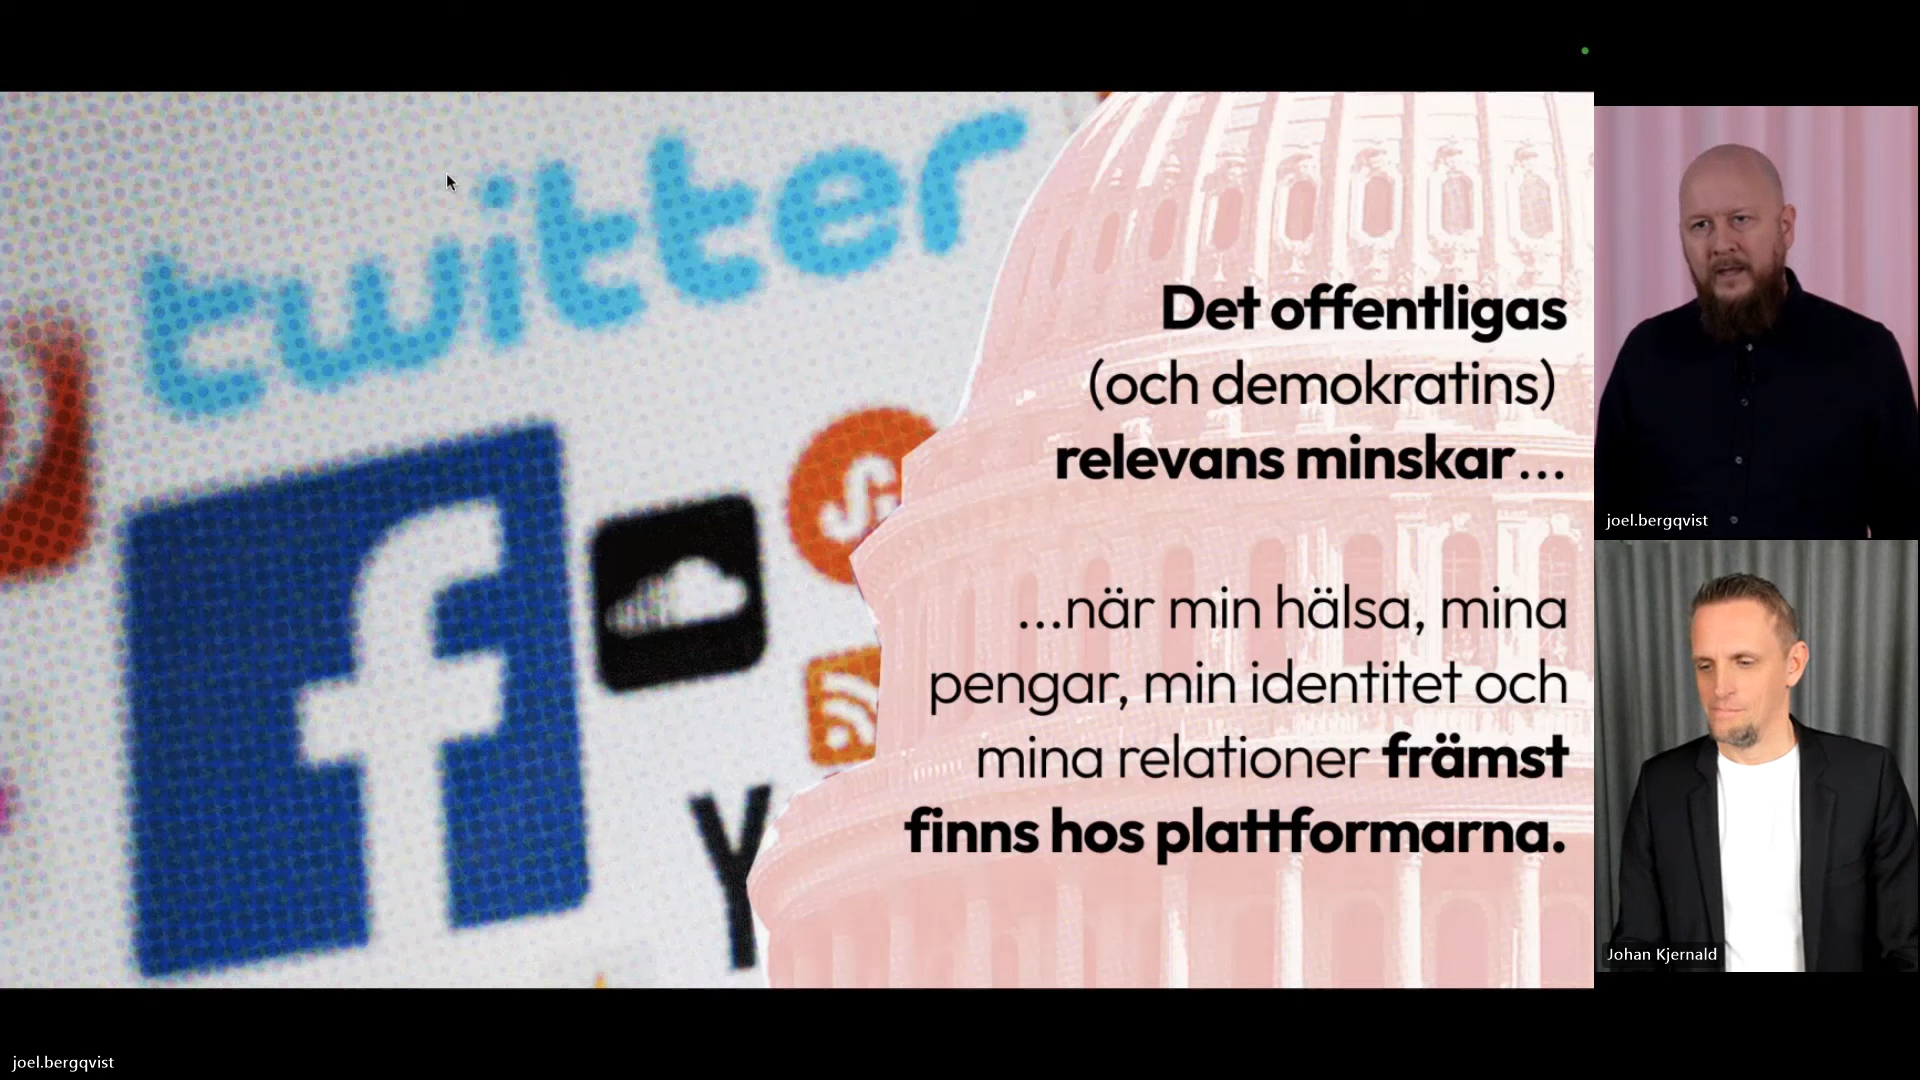 twitter
Det offentligas
(och demokratins)
relevans minskar...
...när min hälsa, mina
pengar, min identitet och
mina relationer främst
finns hos plattformarna.
f
Y
joel.bergqvist
Johan Kjernald
joel.bergqvist